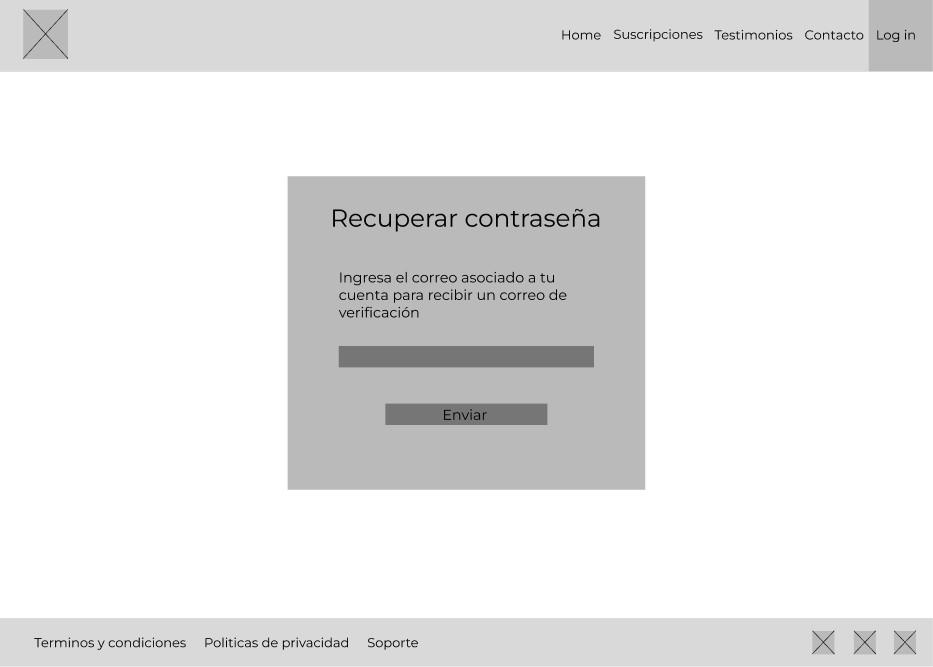 Home Suscripciones Testimonios Contacto Log in
Recuperar contraseña
Ingresa el correo asociado a tu
cuenta para recibir un correo de
verificación
Enviar
Terminos y condiciones Politicas de privacidad Soporte